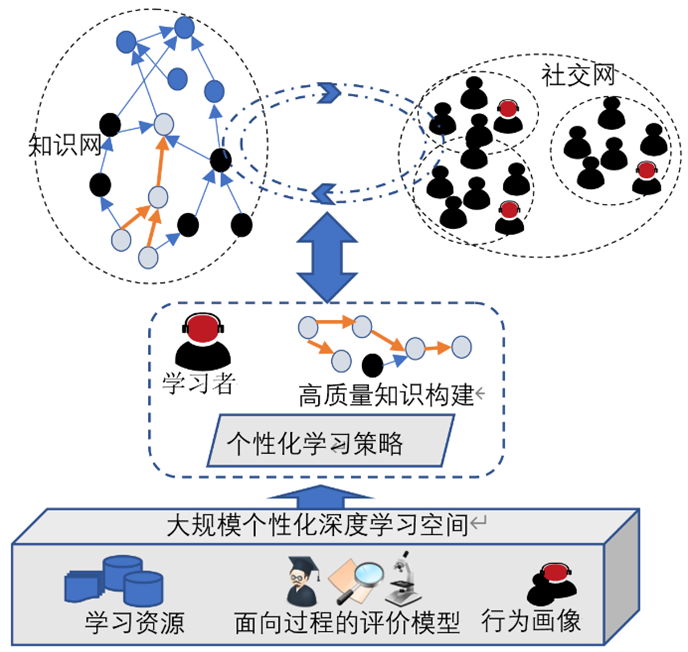 社交网
知识网
学习者
高质量知识构建
个性化学习策略
大规模个性化深度学习空间
学习资源
面向过程的评价模型
行为画像